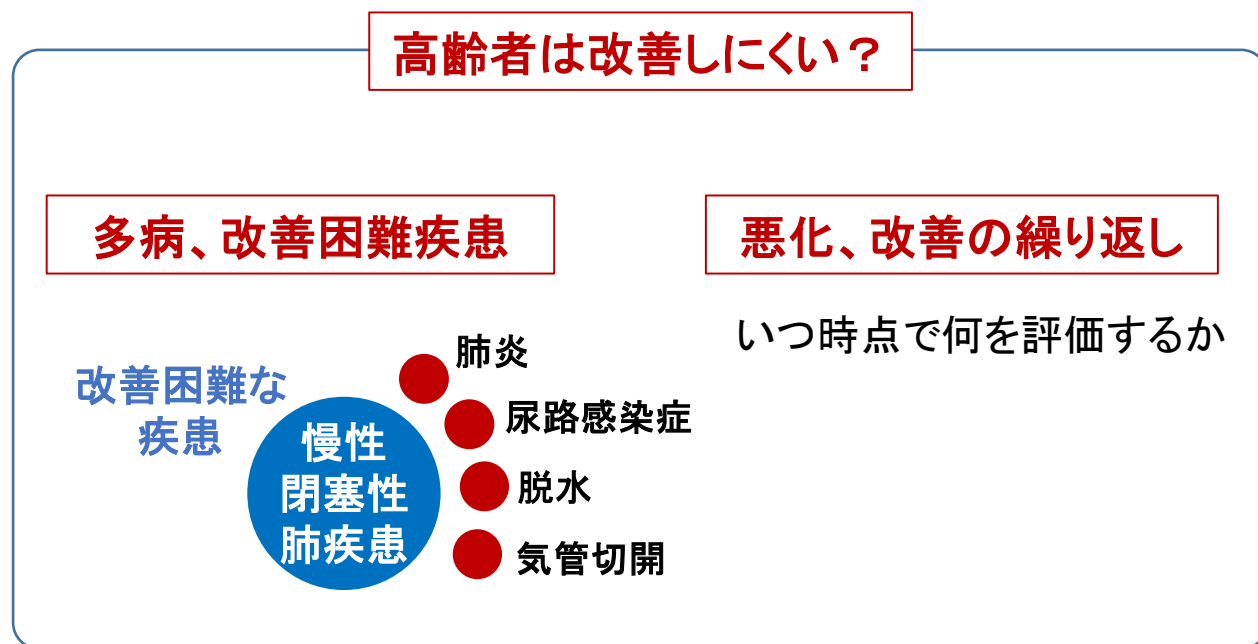 高齢者は改善しにくい?
多病、改善困難疾患
改善困難な
疾患
慢性
閉塞性
肺疾患
肺炎
尿路感染症
脱水
気管切開
悪化、改善の繰り返し
いつ時点で何を評価するか